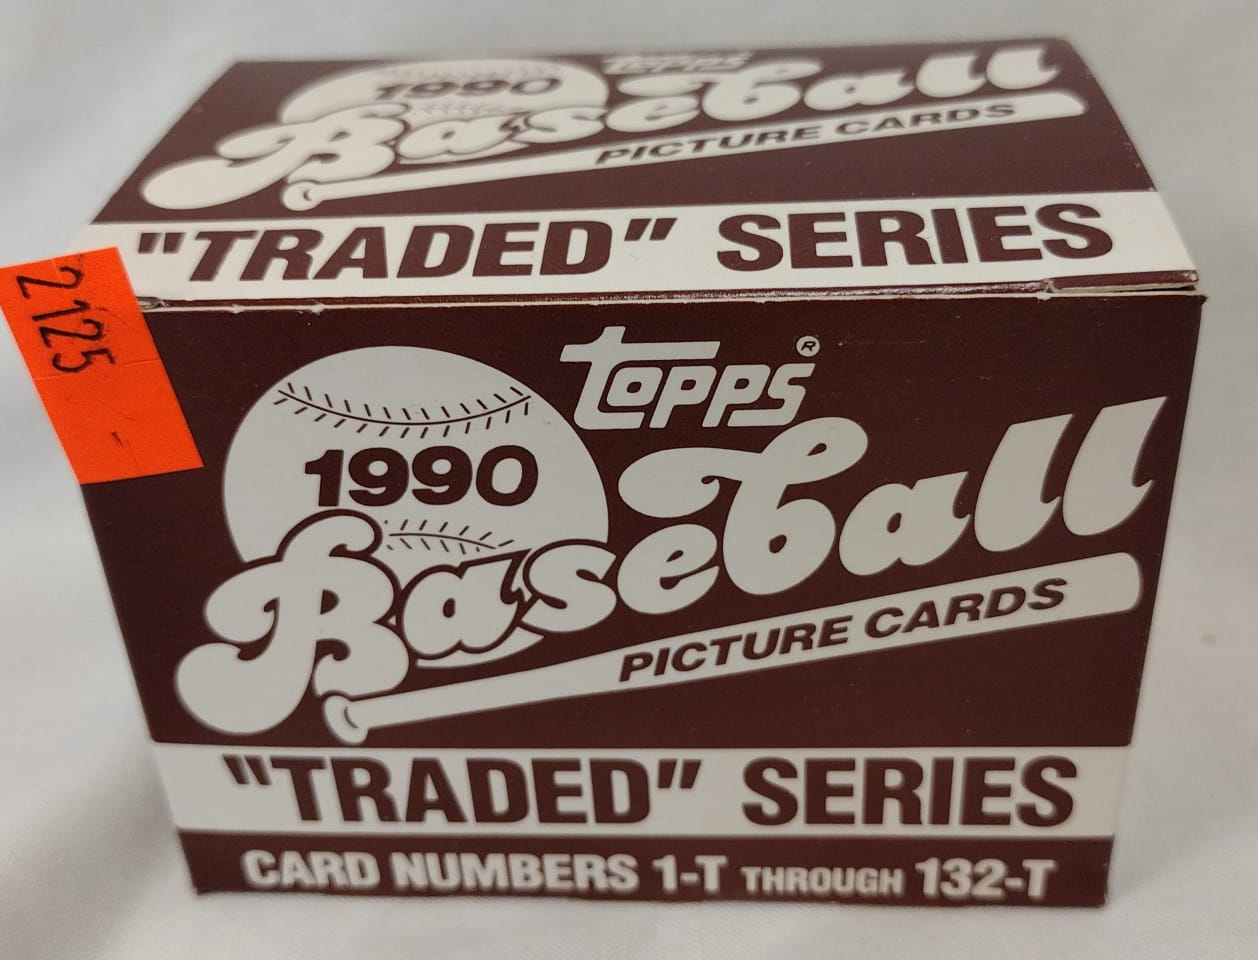 1990
Topps
Baseball
PICTURE CARDS
"TRADED" SERIES
2125
Topps®
1990
Baseball
PICTURE CARDS
"TRADED" SERIES
CARD NUMBERS 1-T THROUGH 132-T